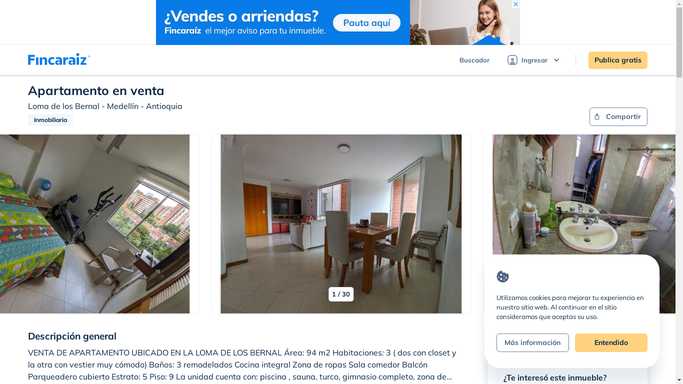 ¿Vendes o arriendas?
Fincaraiz el mejor aviso para tu inmueble.
Pauta aquí
Fincaraiz
Buscador
Ingresar
Publica gratis
Apartamento en venta
Loma de los Bernal - Medellín - Antioquia
Inmobiliaria
Compartir
1 / 30
Utilizamos cookies para mejorar tu experiencia en
nuestro sitio web. Al continuar en el sitio
consideramos que aceptas su uso.
Más información
Entendido
Descripción general
VENTA DE APARTAMENTO UBICADO EN LA LOMA DE LOS BERNAL Área: 94 m2 Habitaciones: 3 ( dos con closet y
la otra con vestier muy cómodo) Baños: 3 remodelados Cocina integral Zona de ropas Sala comedor Balcón
Parqueadero cubierto Estrato: 5 Piso: 9 La unidad cuenta con: piscina , sauna, turco, gimnasio completo, zona de...
¿Te interesó este inmueble?